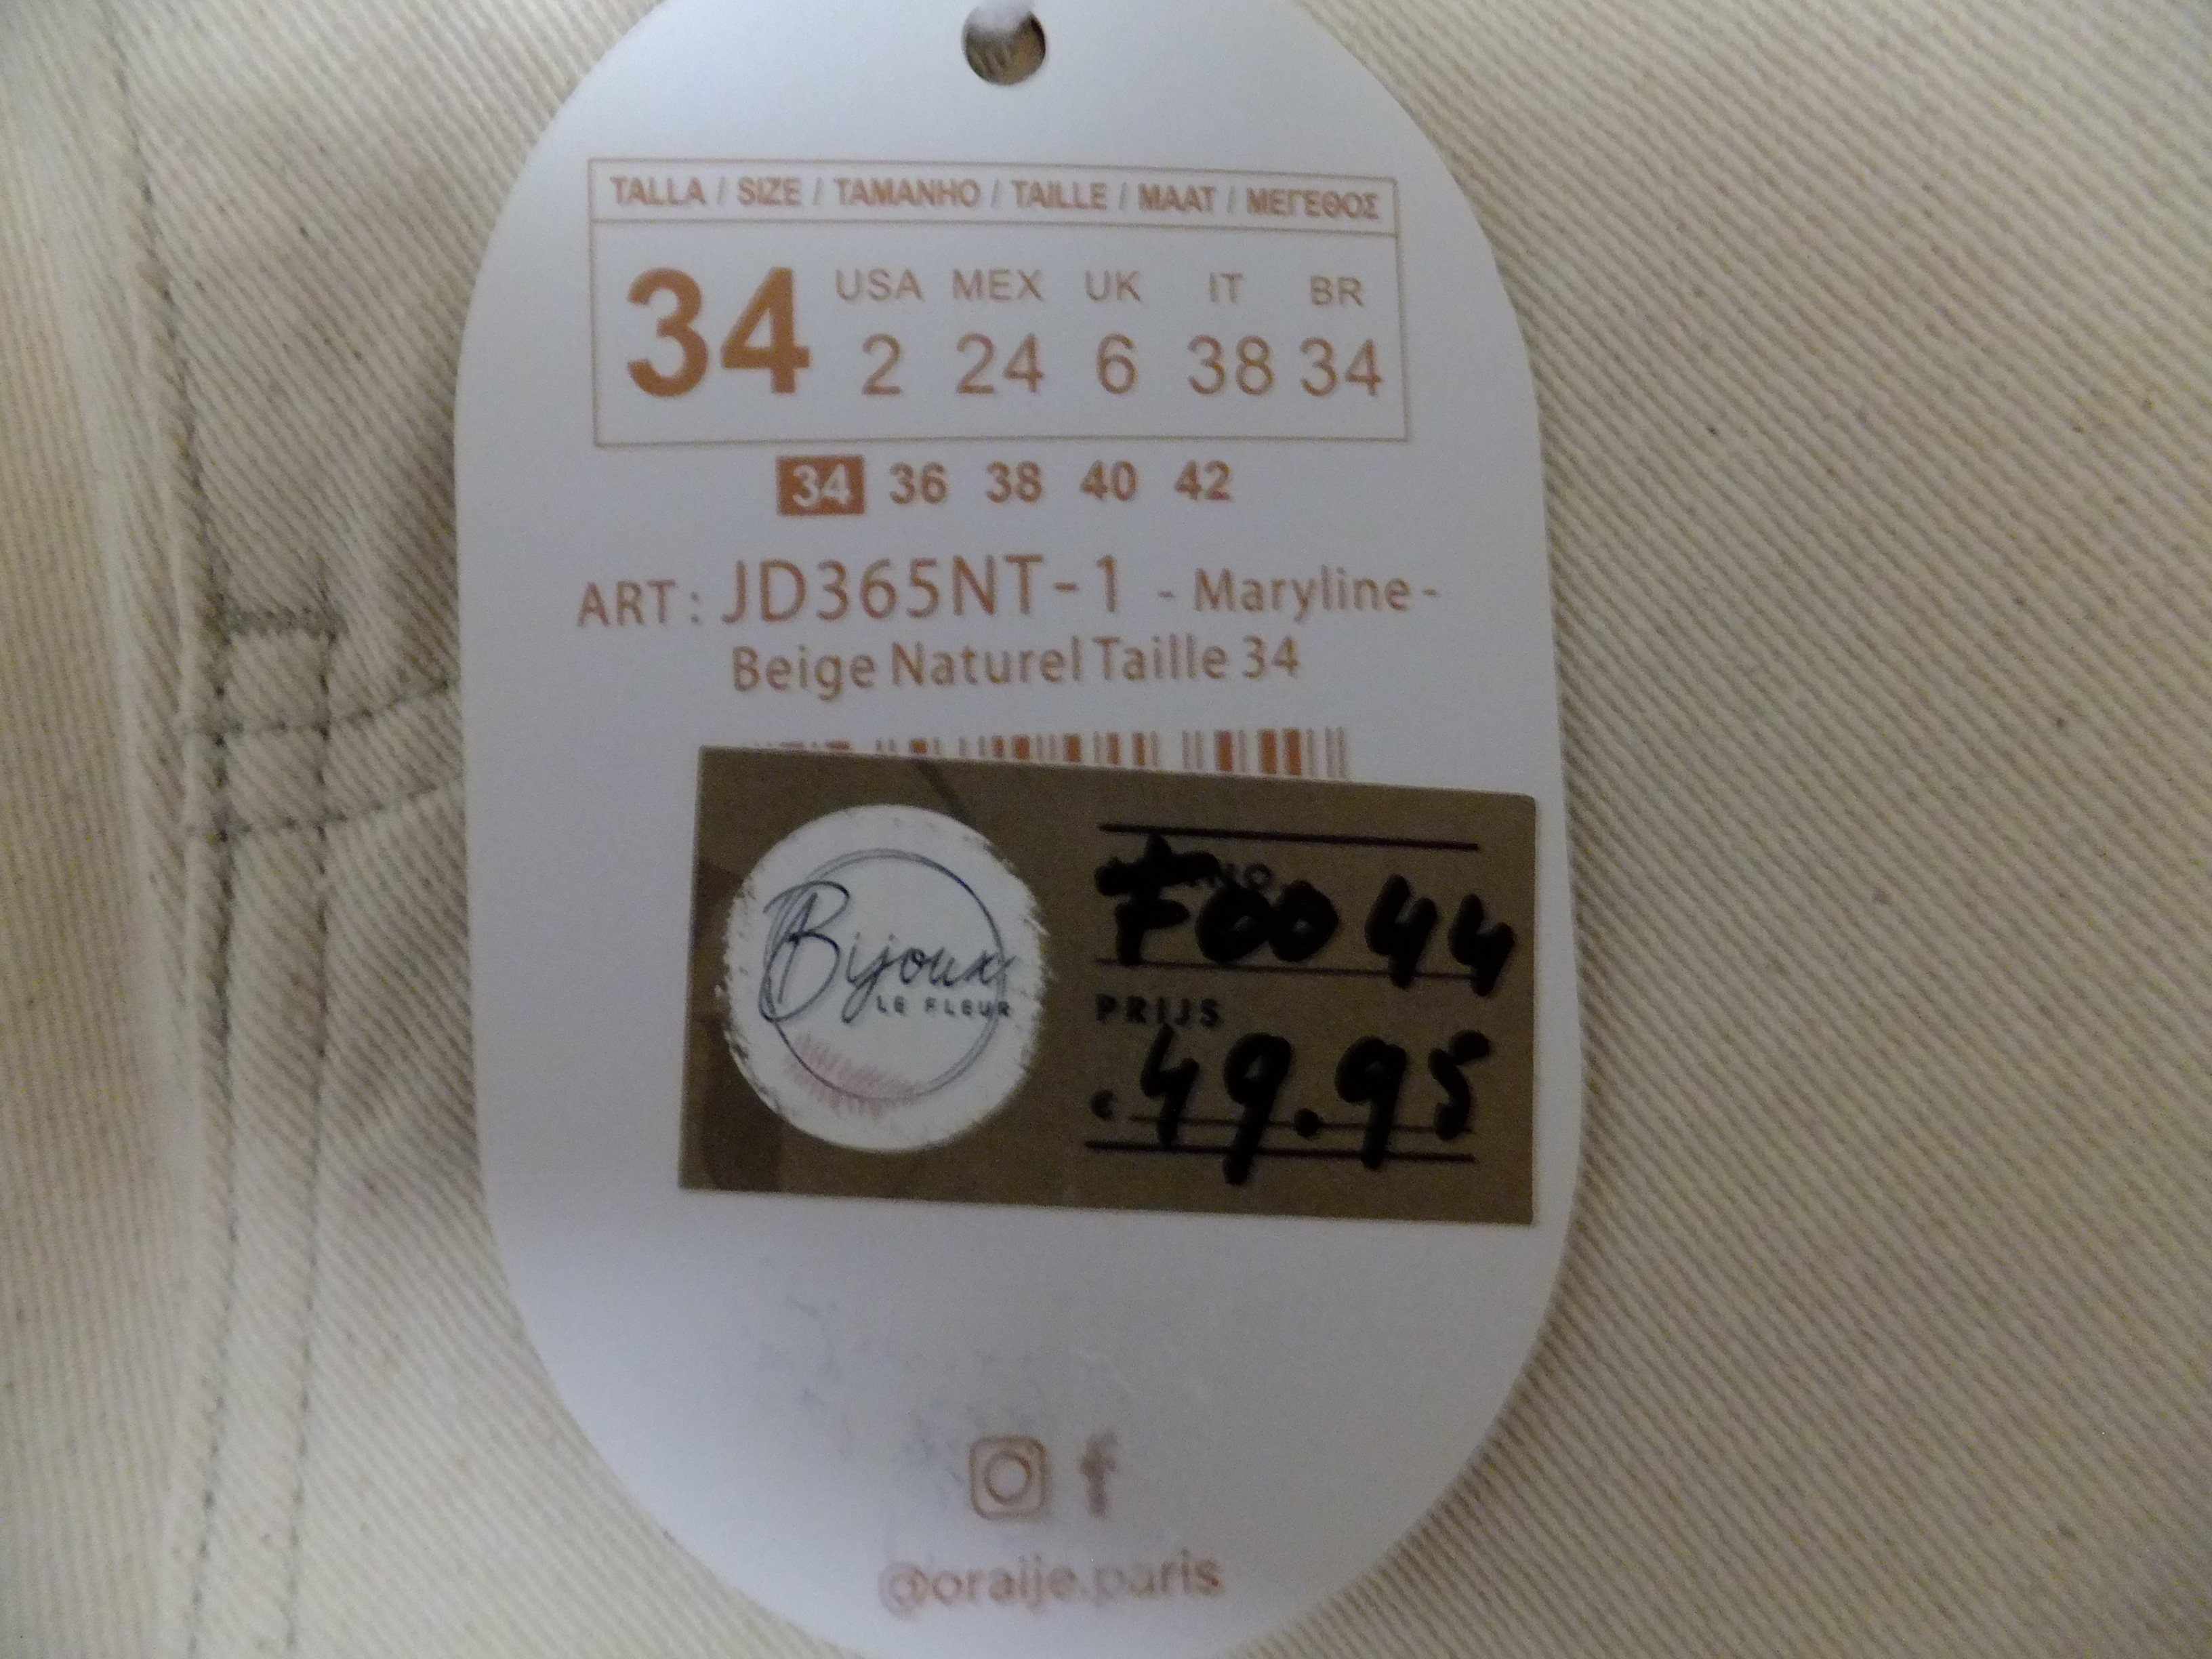 TALLA / SIZE / TAMANHO / TAILLE / MAAT / ΜΕΓΕΘΟΣ
34
USA MEX UK IT BR
2 24 6 38 34
34 36 38 40 42
ART: JD365NT-1 - Maryline -
Beige Naturel Taille 34
Bijoux
LE FLEUR
F00 44
PRIJS
€ 49.95
@oraije.paris